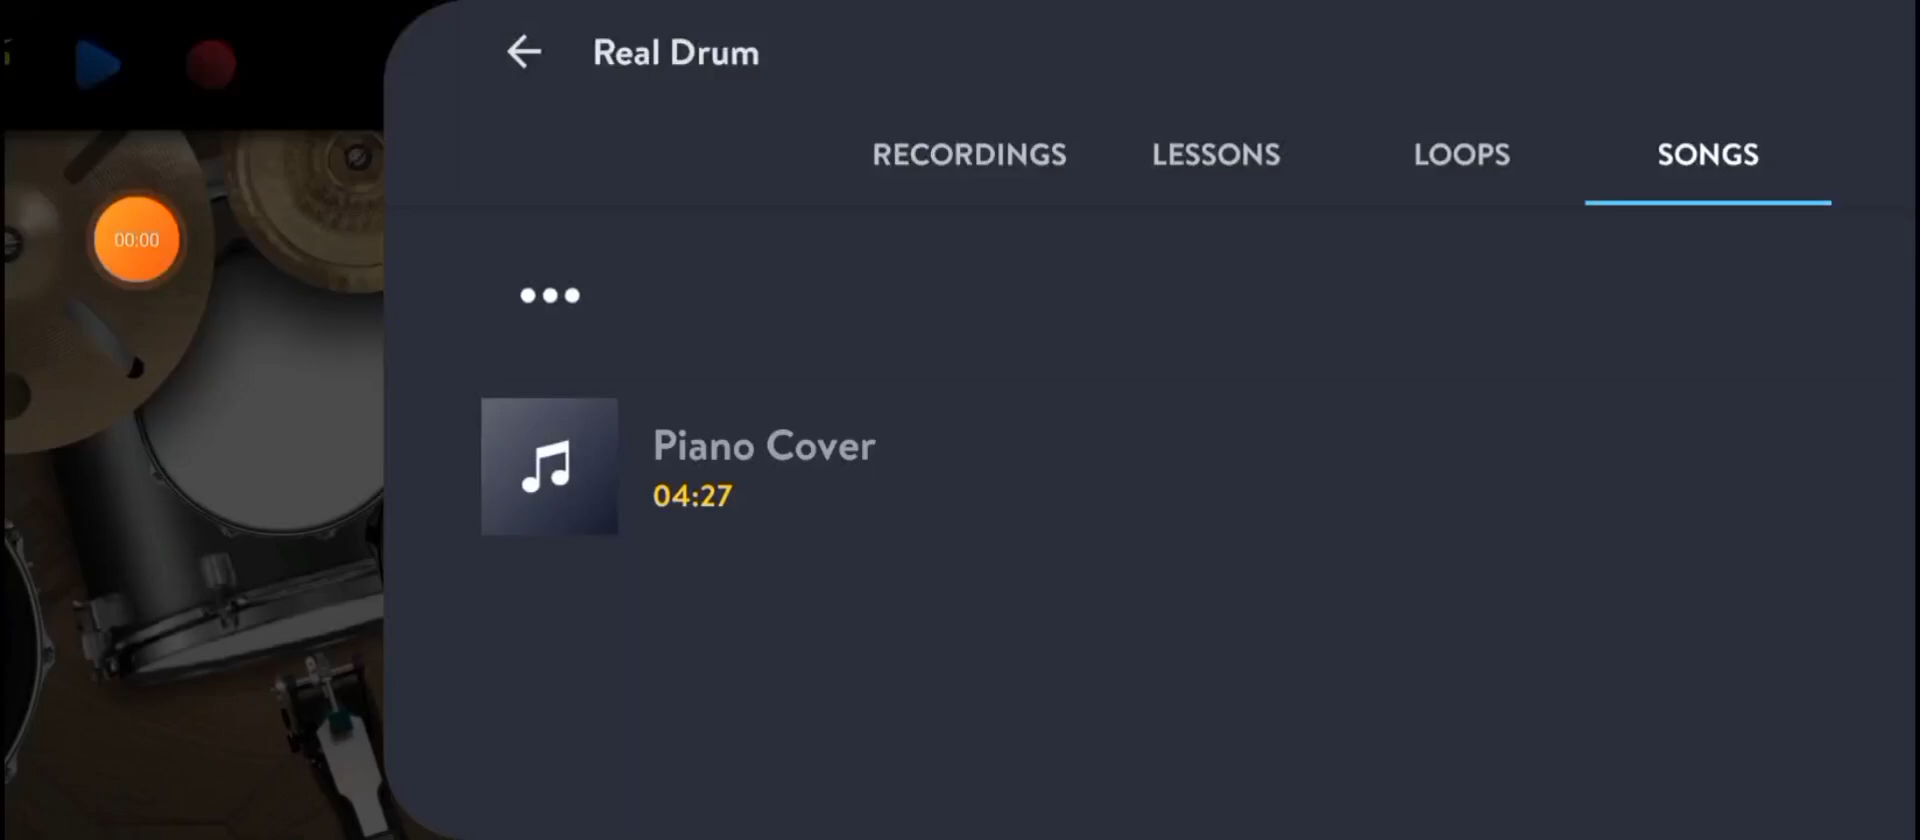 Real Drum
RECORDINGS LESSONS LOOPS SONGS
00:00
Piano Cover
04:27